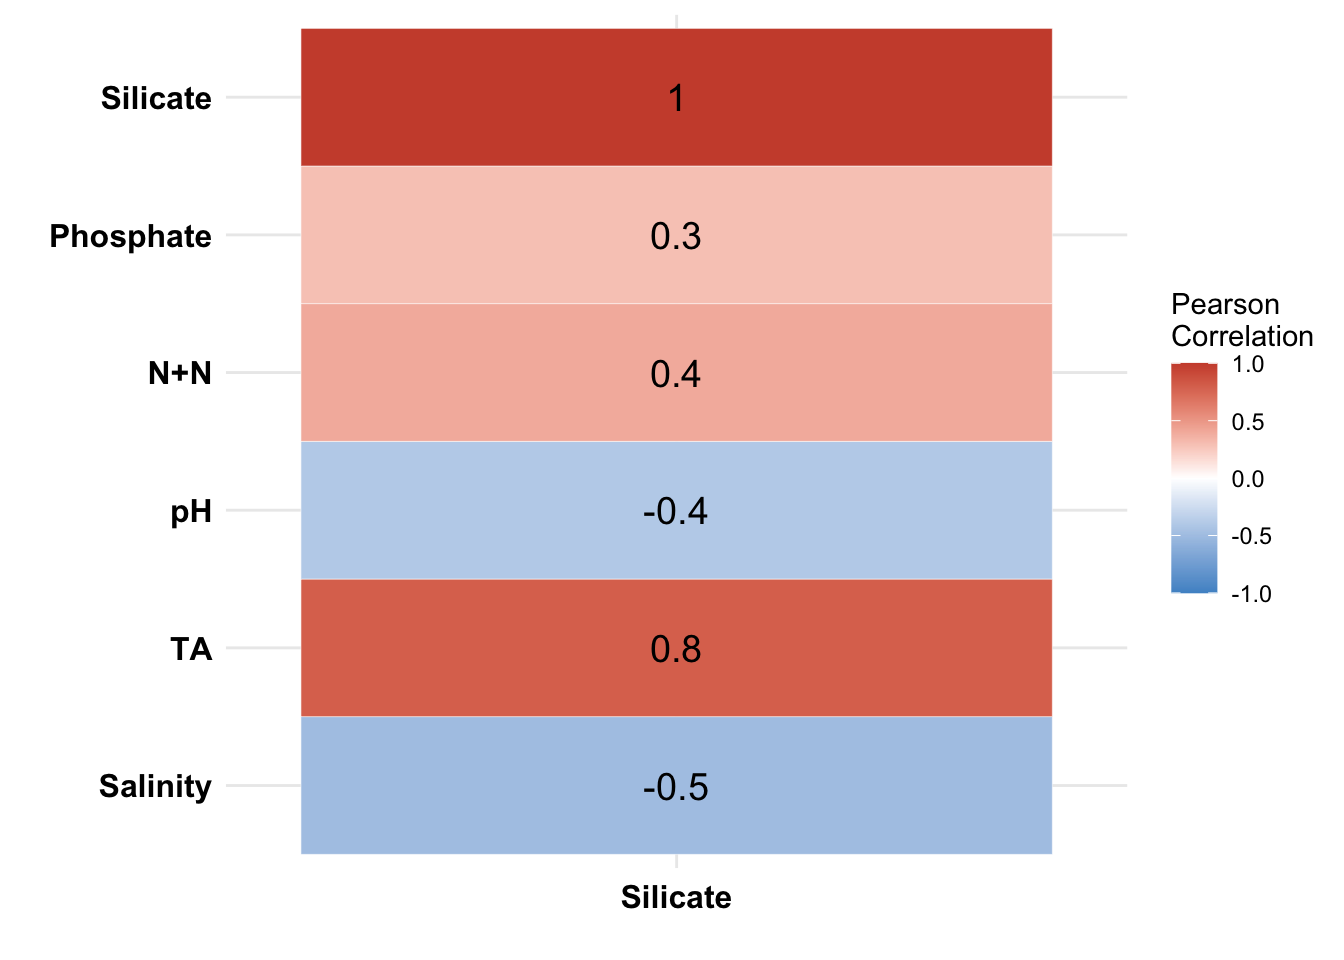 Silicate
1
Phosphate
0.3
N+N
0.4
pH
-0.4
TA
0.8
Salinity
-0.5
Silicate
Pearson
Correlation
1.0
0.5
0.0
-0.5
-1.0